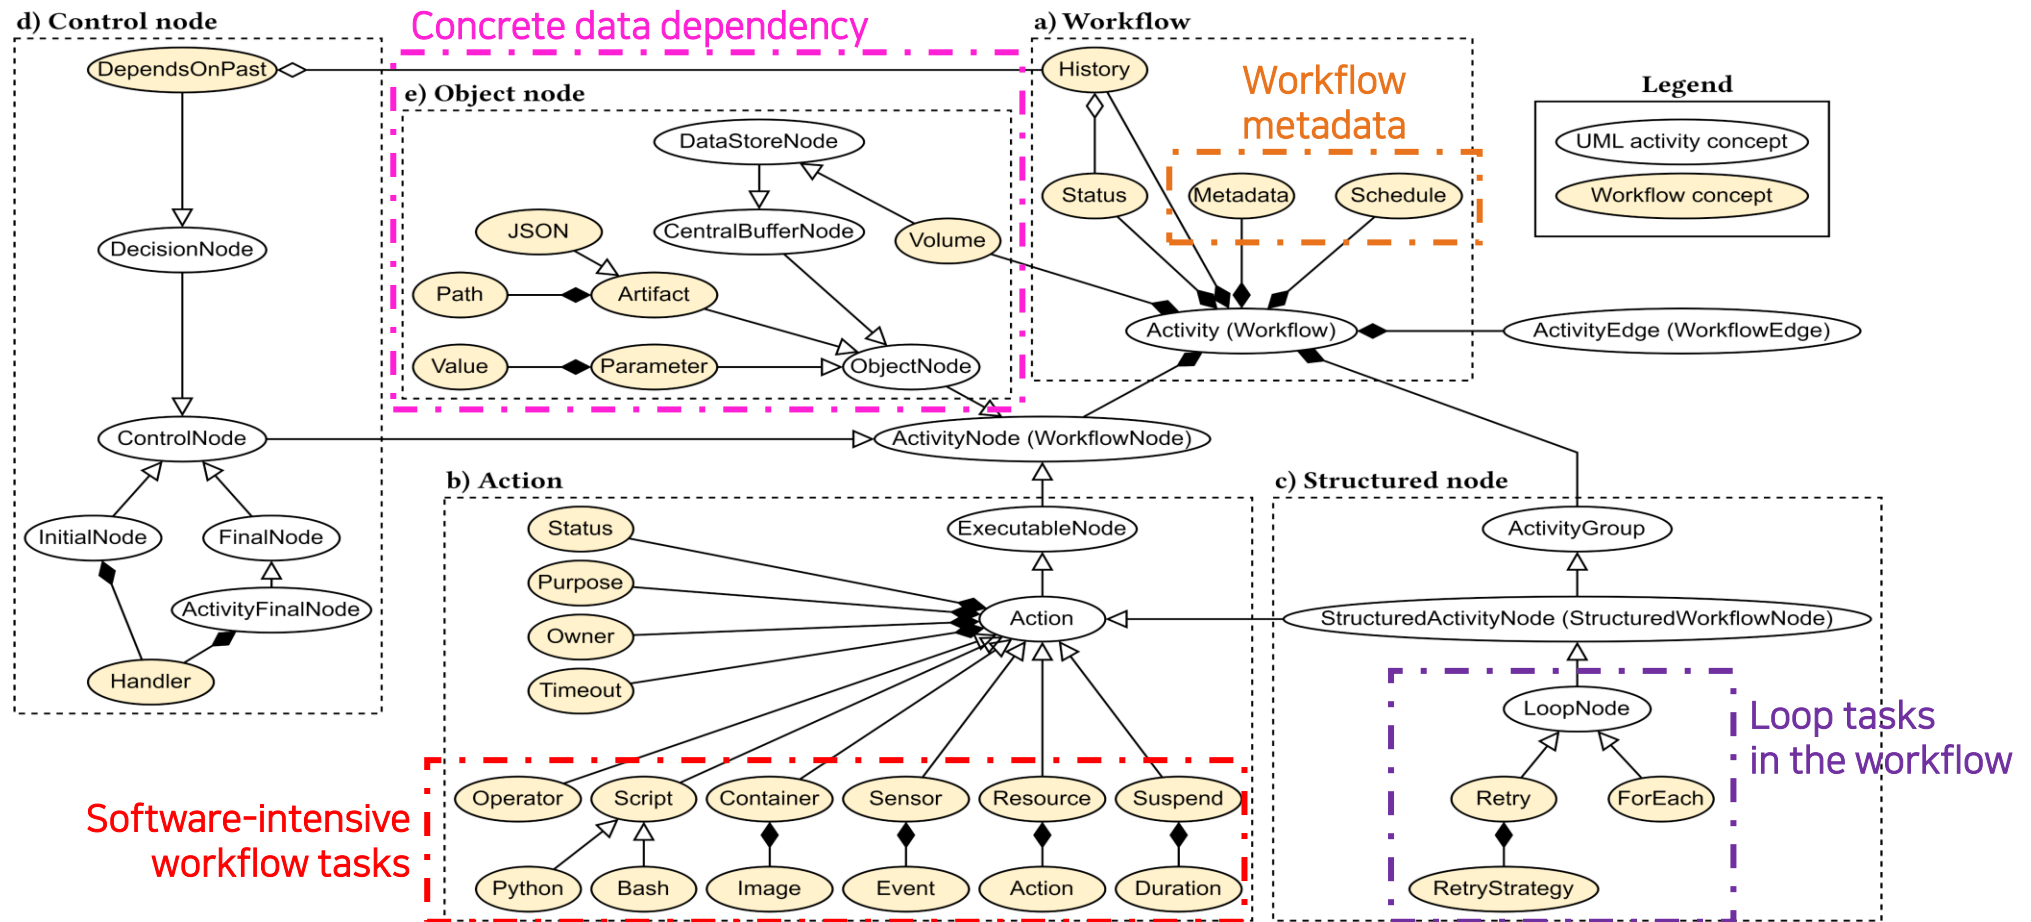 d) Control node
Concrete data dependency
a) Workflow
DependsOnPast
History
e) Object node
Workflow
metadata
Legend
DataStoreNode
UML activity concept
Status
Metadata
Schedule
Workflow concept
JSON
CentralBufferNode
Volume
DecisionNode
Path
Artifact
Activity (Workflow)
ActivityEdge (WorkflowEdge)
Value
Parameter
ObjectNode
ControlNode
ActivityNode (WorkflowNode)
b) Action
c) Structured node
InitialNode
FinalNode
Status
ExecutableNode
ActivityGroup
Purpose
ActivityFinalNode
Action
StructuredActivityNode (StructuredWorkflowNode)
Owner
Handler
Timeout
LoopNode
Loop tasks
in the workflow
Software-intensive
workflow tasks
Operator
Script
Container
Sensor
Resource
Suspend
Retry
ForEach
Python
Bash
Image
Event
Action
Duration
RetryStrategy